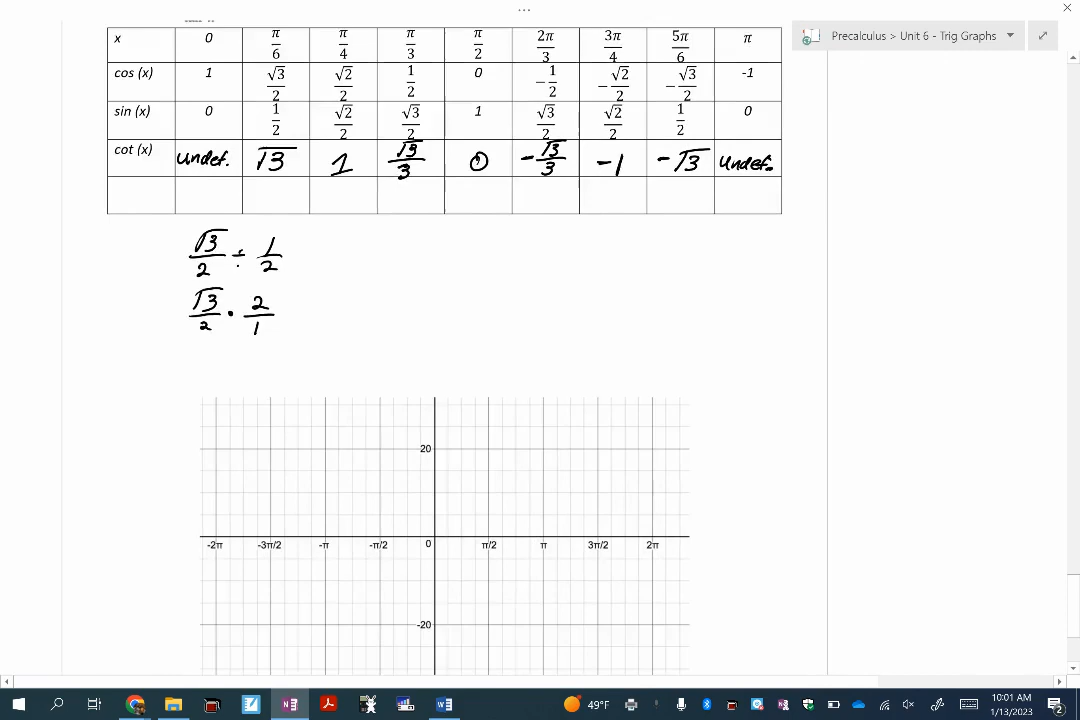 ...
Precalculus > Unit 6 - Trig Graphs
x 0 π/6 π/4 π/3 π/2 2π/3 3π/4 5π/6 π
cos (x) 1 √3/2 √2/2 1/2 0 −1/2 −√2/2 −√3/2 -1
sin (x) 0 1/2 √2/2 √3/2 1 √3/2 √2/2 1/2 0
cot (x) undef. √3 1 √3/3 0 -√3/3 -1 -√3 undef.
√3/2 ÷ 1/2
√3/2 · 2/1
20
-2π -3π/2 -π -π/2 0 π/2 π 3π/2 2π
-20
49°F
10:01 AM
1/13/2023
2